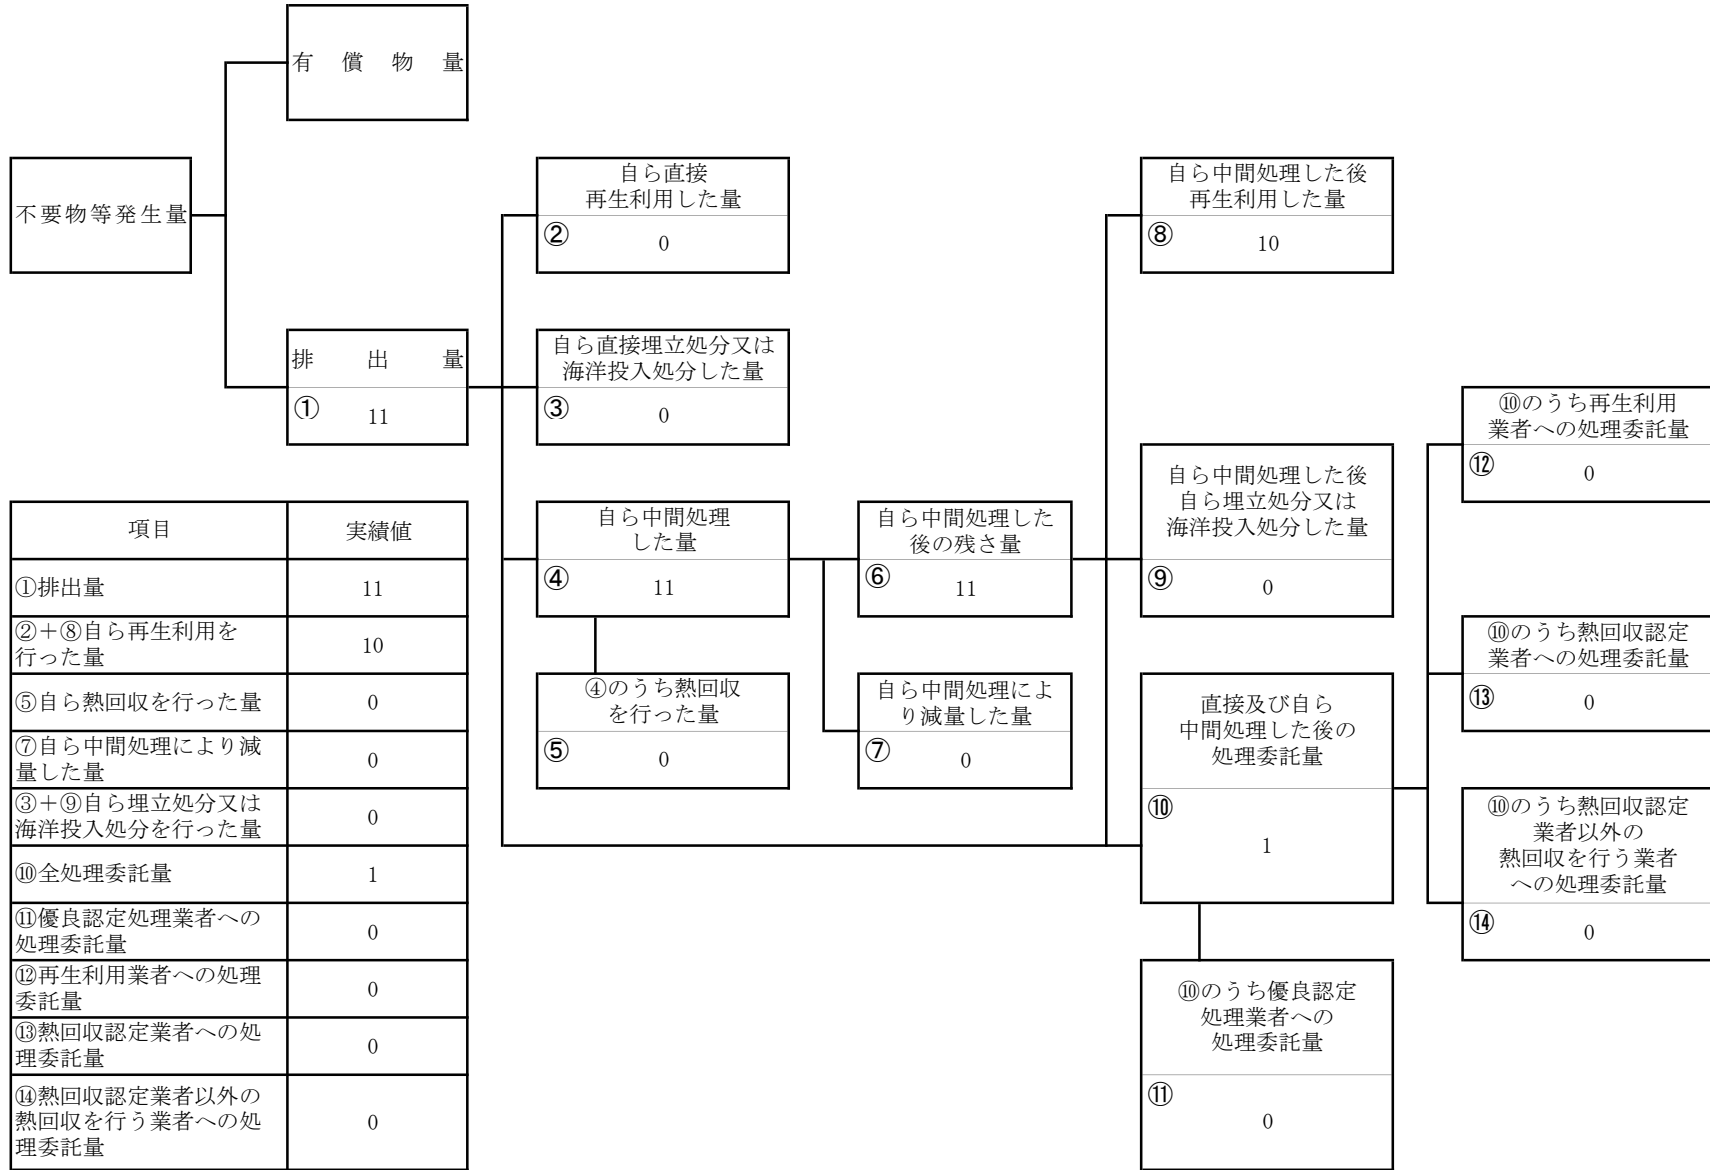 有償物量
不要物等発生量
排出量
① 11
自ら直接
再生利用した量
② 0
自ら直接埋立処分又は
海洋投入処分した量
③ 0
自ら中間処理
した量
④ 11
④のうち熱回収
を行った量
⑤ 0
自ら中間処理した
後の残さ量
⑥ 11
自ら中間処理によ
り減量した量
⑦ 0
自ら中間処理した後
再生利用した量
⑧ 10
自ら中間処理した後
自ら埋立処分又は
海洋投入処分した量
⑨ 0
直接及び自ら
中間処理した後の
処理委託量
⑩
1
⑩のうち優良認定
処理業者への
処理委託量
⑪
0
⑩のうち再生利用
業者への処理委託量
⑫ 0
⑩のうち熱回収認定
業者への処理委託量
⑬ 0
⑩のうち熱回収認定
業者以外の
熱回収を行う業者
への処理委託量
⑭ 0
項目 実績値
①排出量 11
②＋⑧自ら再生利用を
行った量 10
⑤自ら熱回収を行った量 0
⑦自ら中間処理により減
量した量 0
③＋⑨自ら埋立処分又は
海洋投入処分を行った量 0
⑩全処理委託量 1
⑪優良認定処理業者への
処理委託量 0
⑫再生利用業者への処理
委託量 0
⑬熱回収認定業者への処
理委託量 0
⑭熱回収認定業者以外の
熱回収を行う業者への処
理委託量 0